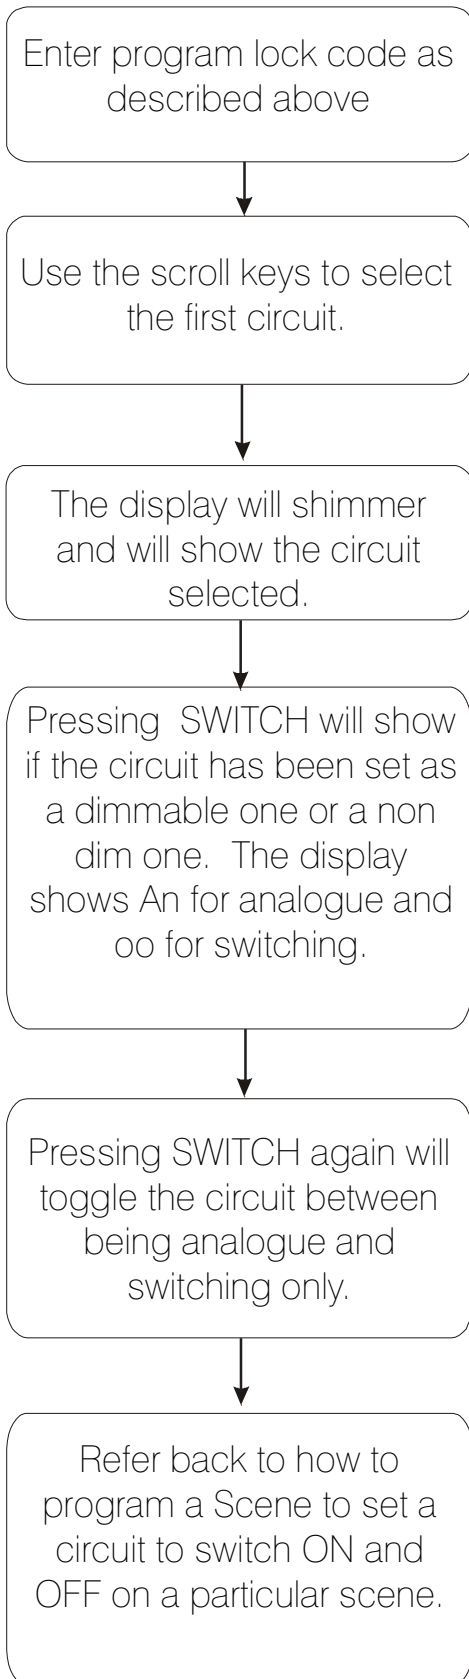 Enter program lock code as
described above
Use the scroll keys to select
the first circuit.
The display will shimmer
and will show the circuit
selected.
Pressing  SWITCH will show
if the circuit has been set as
a dimmable one or a non
dim one.  The display
shows An for analogue and
oo for switching.
Pressing SWITCH again will
toggle the circuit between
being analogue and
switching only.
Refer back to how to
program a Scene to set a
circuit to switch ON and
OFF on a particular scene.